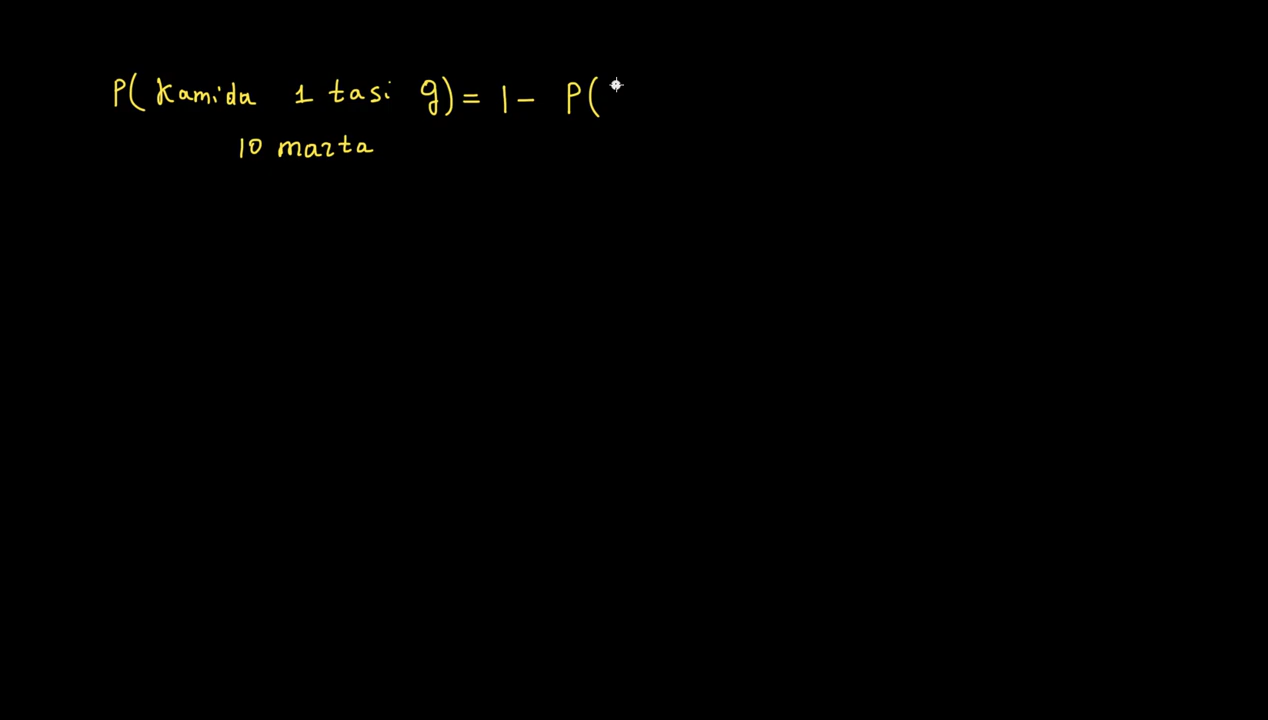 P( kamida 1 tasi g) = 1 - P(
10 marta